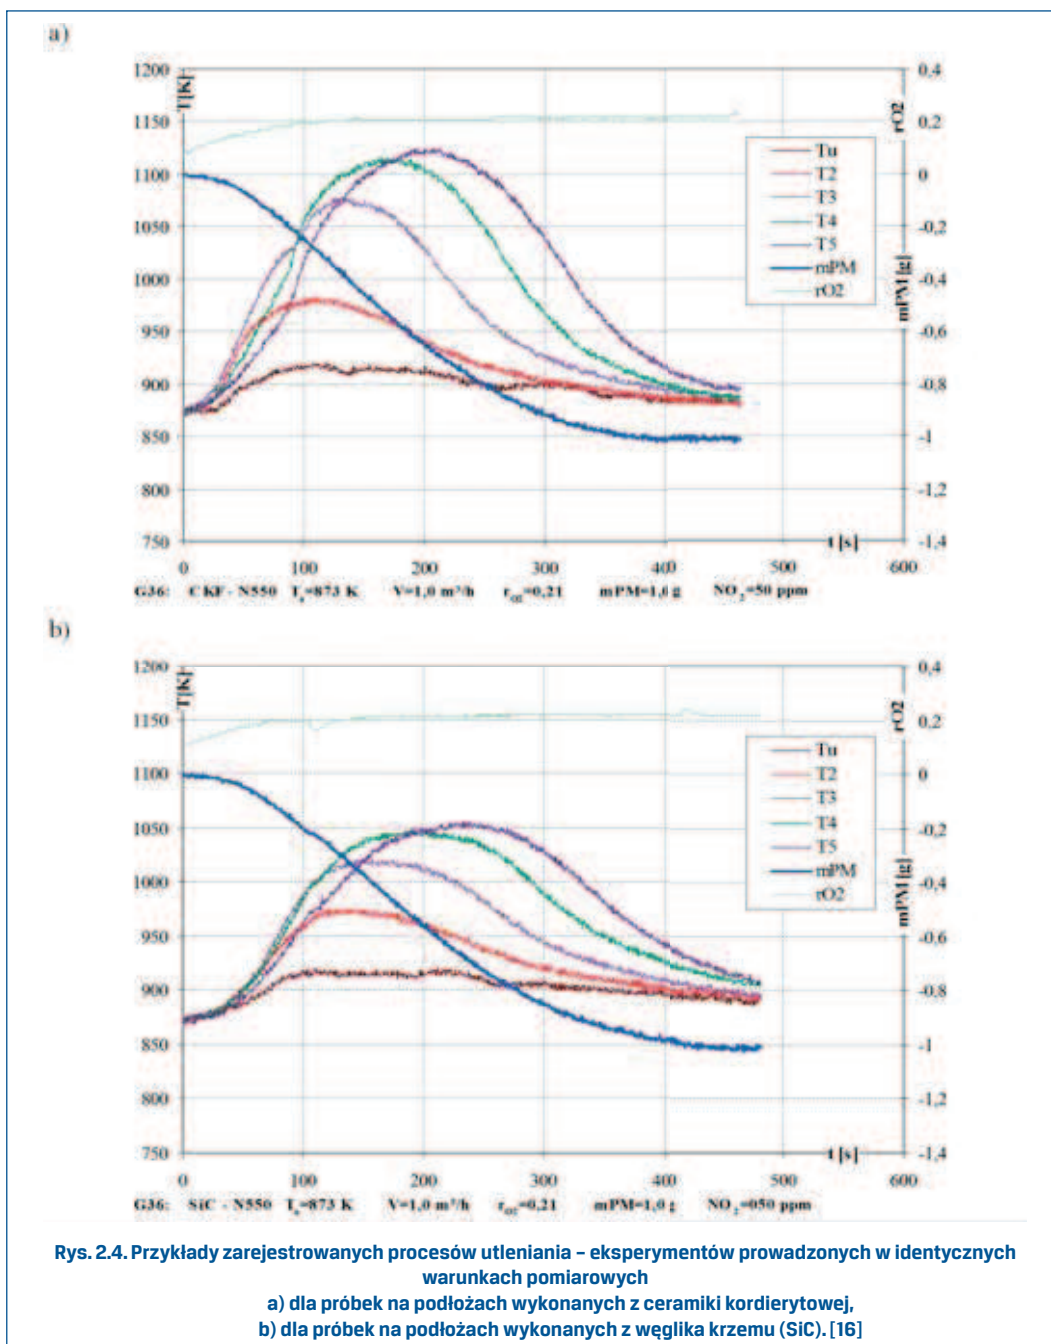 a)
1200
1150
1100
1050
1000
950
900
850
800
750
T[K]
0,4
0,2
0
-0,2
-0,4
-0,6
-0,8
-1
-1,2
-1,4
rO2
mPM[g]
Tu
T2
T3
T4
T5
mPM
rO2
t [s]
0 100 200 300 400 500 600
G36: CKF - N550 T =873 K V=1,0 m³/h r =0,21 mPM=1,0 g NO₂=50 ppm
b)
1200
1150
1100
1050
1000
950
900
850
800
750
T[K]
0,4
0,2
0
-0,2
-0,4
-0,6
-0,8
-1
-1,2
-1,4
rO2
mPM[g]
Tu
T2
T3
T4
T5
mPM
rO2
t [s]
0 100 200 300 400 500 600
G36: SiC - N550 T =873 K V=1,0 m³/h r =0,21 mPM=1,0 g NO₂=050 ppm
Rys. 2.4. Przykłady zarejestrowanych procesów utleniania – eksperymentów prowadzonych w identycznych
warunkach pomiarowych
a) dla próbek na podłożach wykonanych z ceramiki kordierytowej,
b) dla próbek na podłożach wykonanych z węglika krzemu (SiC). [16]